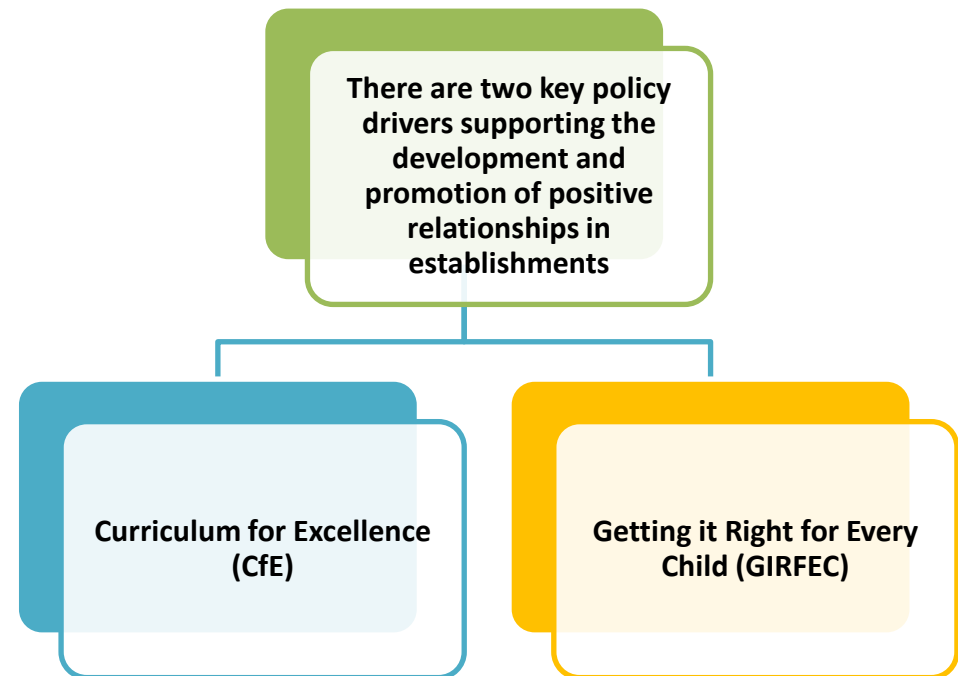 There are two key policy
drivers supporting the
development and
promotion of positive
relationships in
establishments
Curriculum for Excellence
(CfE)
Getting it Right for Every
Child (GIRFEC)